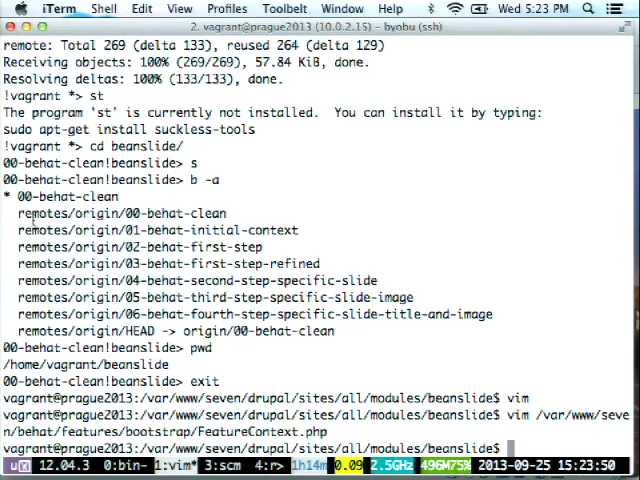 iTerm Shell Edit View Profiles Toolbelt Window Help Wed 5:23 PM
2. vagrant@prague2013 (10.0.2.15) - byobu (ssh)
remote: Total 269 (delta 133), reused 264 (delta 129)
Receiving objects: 100% (269/269), 57.84 KiB, done.
Resolving deltas: 100% (133/133), done.
!vagrant *> st
The program 'st' is currently not installed.  You can install it by typing:
sudo apt-get install suckless-tools
!vagrant *> cd beanslide/
00-behat-clean!beanslide> s
00-behat-clean!beanslide> b -a
* 00-behat-clean
remotes/origin/00-behat-clean
remotes/origin/01-behat-initial-context
remotes/origin/02-behat-first-step
remotes/origin/03-behat-first-step-refined
remotes/origin/04-behat-second-step-specific-slide
remotes/origin/05-behat-third-step-specific-slide-image
remotes/origin/06-behat-fourth-step-specific-slide-title-and-image
remotes/origin/HEAD -> origin/00-behat-clean
00-behat-clean!beanslide> pwd
/home/vagrant/beanslide
00-behat-clean!beanslide> exit
vagrant@prague2013:/var/www/seven/drupal/sites/all/modules/beanslide$ vim
vagrant@prague2013:/var/www/seven/drupal/sites/all/modules/beanslide$ vim /var/www/seve
n/behat/features/bootstrap/FeatureContext.php
vagrant@prague2013:/var/www/seven/drupal/sites/all/modules/beanslide$
12.04.3 0:bin- 1:vim* 3:scm 4:r> 1h14m 0.09 2.5GHz 496M75% 2013-09-25 15:23:50